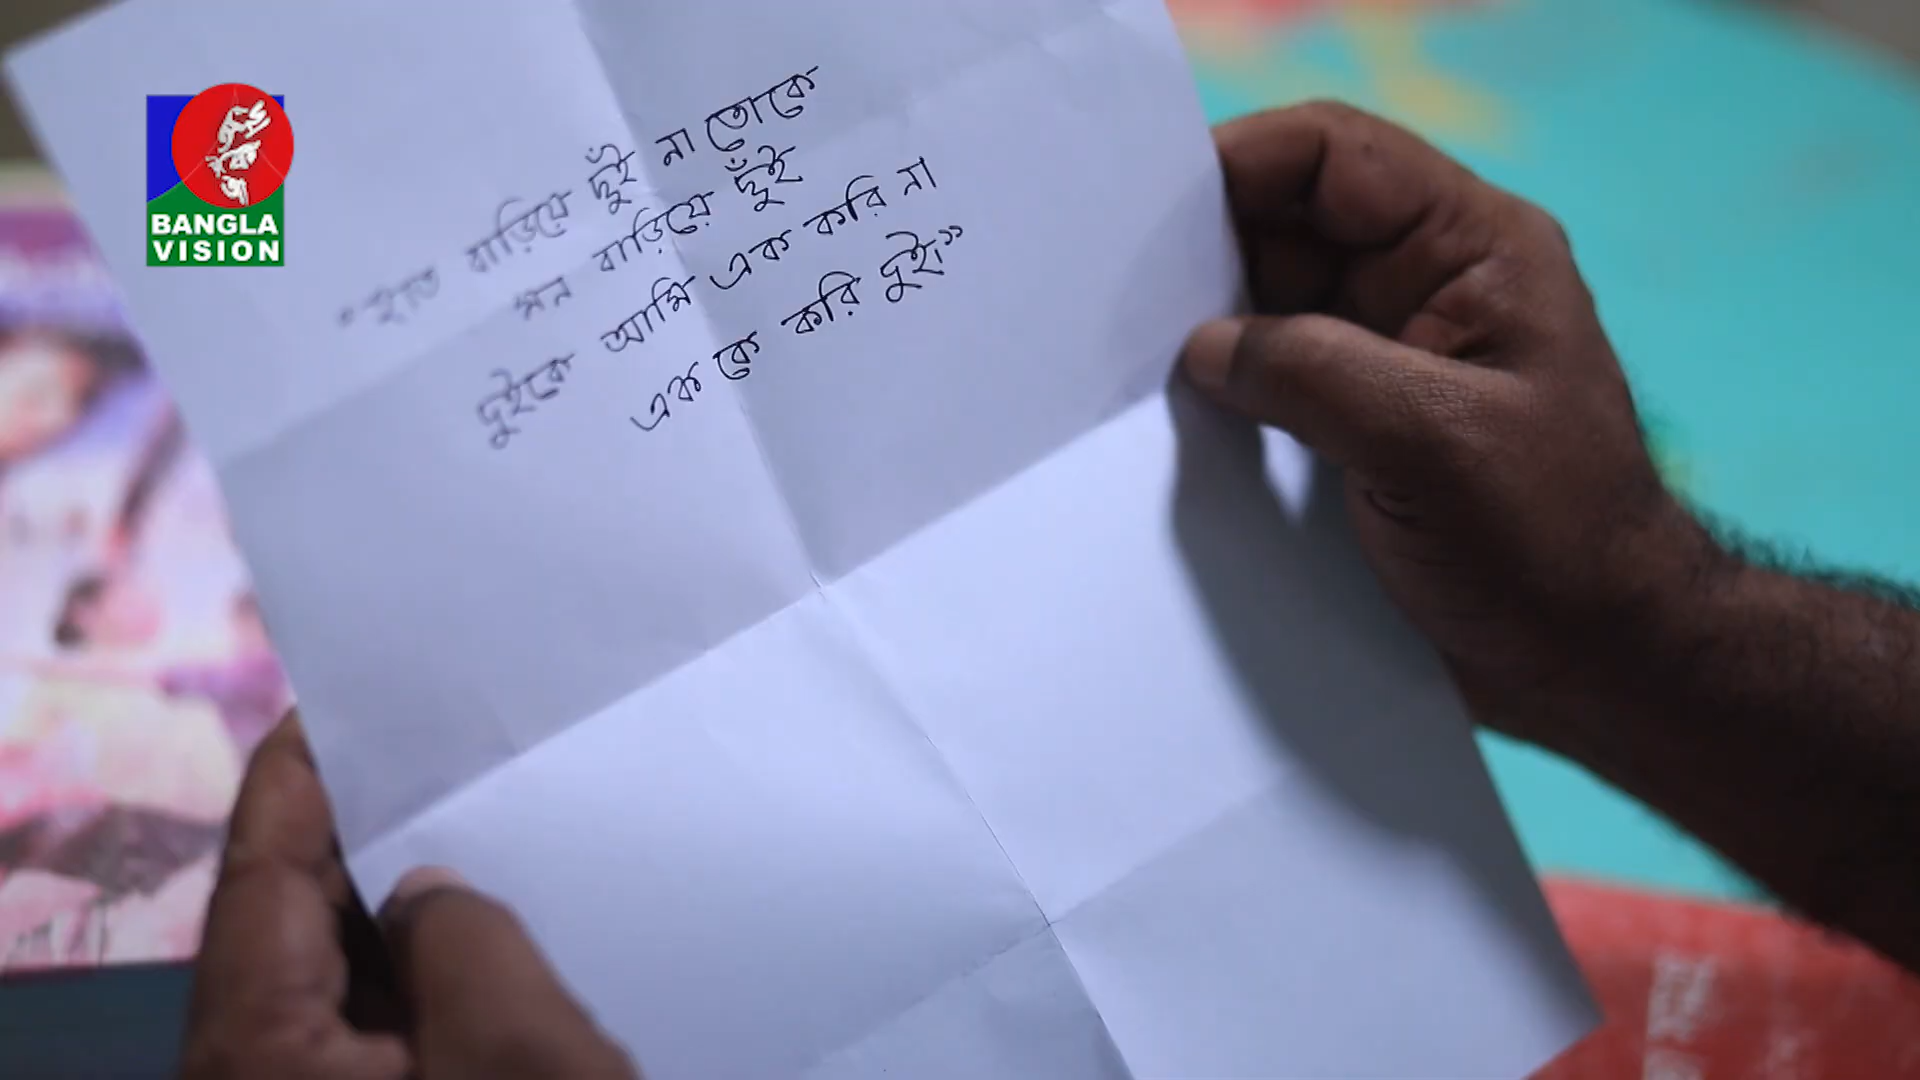 BANGLA
VISION
“হাত বাড়িয়ে ছুঁই না তোকে
মন বাড়িয়ে ছুঁই
দুইকে আমি এক করি না
এক কে করি দুই।”